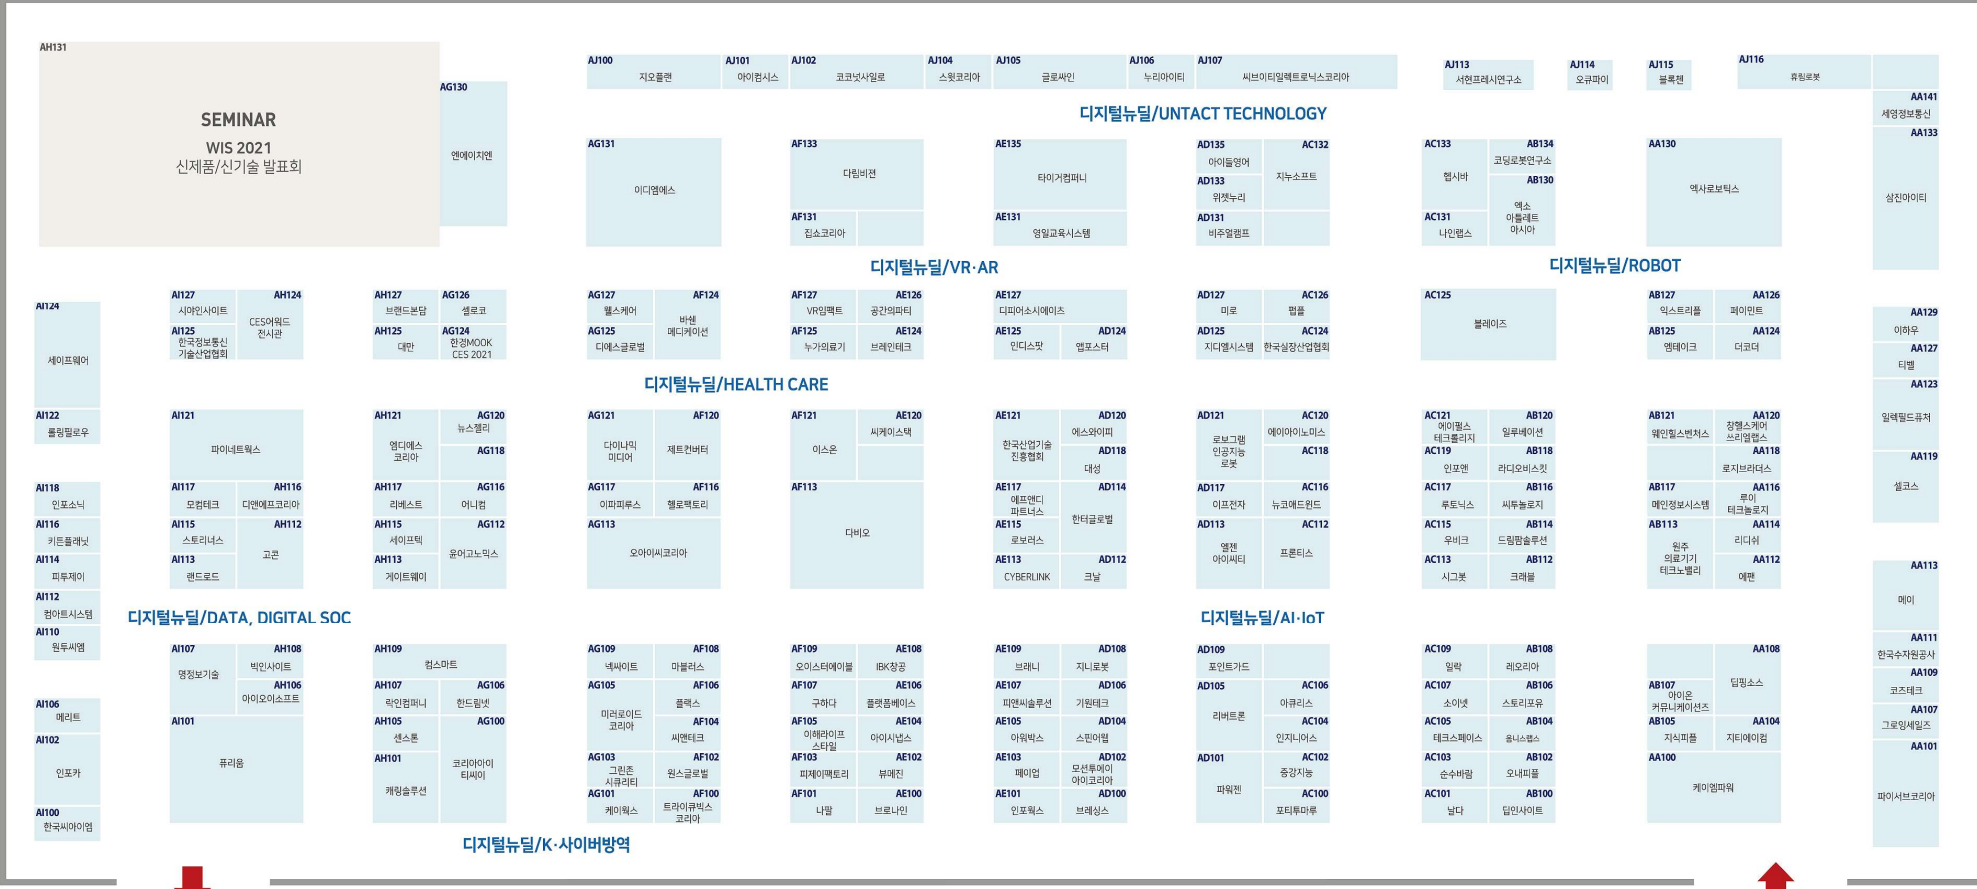 AH131
SEMINAR
WIS 2021
신제품/신기술 발표회
AG130
엔에이치엔
AJ100
지오플랜
AJ101
아이컴시스
AJ102
코코넛사일로
AJ104
스윗코리아
AJ105
글로싸인
AJ106
누리아이티
AJ107
씨브이티일렉트로닉스코리아
AJ113
서현프레시연구소
AJ114
오큐파이
AJ115
블록첸
AJ116
휴림로봇
AA141
세영정보통신
AA133
삼진아이티
디지털뉴딜/UNTACT TECHNOLOGY
AG131
이디엠에스
AF133
다림비젼
AF131
집쇼코리아
AE135
타이거컴퍼니
AE131
영일교육시스템
AD135
아이들영어
AC132
지누소프트
AD133
위젯누리
AD131
비주얼캠프
AC133
헵시바
AB134
코딩로봇연구소
AB130
엑소
아틀레트
아시아
AC131
나인랩스
AA130
엑사로보틱스
디지털뉴딜/VR·AR
디지털뉴딜/ROBOT
AI124
세이프웨어
AI122
롤링필로우
AI127
시야인사이트
AH124
CES어워드
전시관
AI125
한국정보통신
기술산업협회
AH127
브랜드본담
AG126
셀로코
AH125
대만
AG124
한경MOOK
CES 2021
AG127
웰스케어
AF124
바쉔
메디케이션
AG125
디에스글로벌
AF127
VR임팩트
AE126
공간의파티
AF125
누가의료기
AE124
브레인테크
AE127
디피어소시에이츠
AE125
인디스팟
AD124
앱포스터
AD127
미로
AC126
펍플
AD125
지디엘시스템
AC124
한국실장산업협회
AC125
블레이즈
AB127
익스트리플
AA126
페이민트
AB125
엠테이크
AA124
더코더
AA129
이하우
AA127
티벨
AA123
일렉필드퓨처
AA119
셀코스
디지털뉴딜/HEALTH CARE
AI121
파이네트웍스
AI117
모컴테크
AH116
디앤에프코리아
AI115
스토리너스
AH112
고콘
AI113
랜드로드
AH121
엠디에스
코리아
AG120
뉴스젤리
AG118
AH117
리베스트
AG116
어니컴
AH115
세이프텍
AG112
윤어고노믹스
AH113
게이트웨이
AG121
다이나믹
미디어
AF120
제트컨버터
AG117
이파피루스
AF116
헬로팩토리
AG113
오아이씨코리아
AF121
이스온
AE120
씨케이스택
AF113
다비오
AE121
한국산업기술
진흥협회
AD120
에스와이피
AD118
대성
AE117
에프앤디
파트너스
AD114
한터글로벌
AE115
로보러스
AE113
CYBERLINK
AD112
크날
AD121
로보그램
인공지능
로봇
AC120
에이아이노미스
AC118
AD117
이프전자
AC116
뉴코애드윈드
AD113
엘젠
아이씨티
AC112
프론티스
AC121
에이펄스
테크롤리지
AB120
일루베이션
AC119
인포앤
AB118
라디오비스킷
AC117
루토닉스
AB116
씨투놀로지
AC115
우비크
AB114
드림팜솔루션
AC113
시그봇
AB112
크래블
AB121
웨인힐스벤처스
AA120
창헬스케어
쓰리엘랩스
AA118
로지브라더스
AB117
메인정보시스템
AA116
루이
테크놀로지
AB113
원주
의료기기
테크노밸리
AA114
리디쉬
AA112
에판
AI118
인포소닉
AI116
키튼플래닛
AI114
피투제이
AI112
컴아트시스템
AI110
원투씨엠
AA113
메이
AA111
한국수자원공사
AA109
코즈테크
AA107
그로잉세일즈
AA101
파이서브코리아
디지털뉴딜/DATA, DIGITAL SOC
디지털뉴딜/AI·IoT
AI106
메리트
AI102
인포카
AI100
한국씨아이엠
AI107
명정보기술
AH108
빅인사이트
AH106
아이오이소프트
AI101
퓨리움
AH109
컴스마트
AH107
락인컴퍼니
AG106
한드림넷
AH105
센스톤
AG100
코리아아이
티씨이
AH101
캐링솔루션
AG109
넥싸이트
AF108
마블러스
AG105
미러로이드
코리아
AF106
플랙스
AF104
씨앤테크
AG103
그린존
시큐리티
AF102
원스글로벌
AG101
케이웍스
AF100
트라이큐빅스
코리아
AF109
오이스터에이블
AE108
IBK창공
AF107
구하다
AE106
플랫폼베이스
AF105
이해라이프
스타일
AE104
아이시냅스
AF103
피제이팩토리
AE102
뷰메진
AF101
나딸
AE100
브로나인
AE109
브래니
AD108
지니로봇
AE107
피앤씨솔루션
AD106
기원테크
AE105
아워박스
AD104
스핀어웹
AE103
페이업
AD102
모션투에이
아이코리아
AE101
인포웍스
AD100
브레싱스
AD109
포인트가드
AD105
리버트론
AC106
아큐리스
AC104
인지니어스
AD101
파워젠
AC102
증강지능
AC100
포티투마루
AC109
일락
AB108
레오리아
AC107
소이넷
AB106
스토리포유
AC105
테크스페이스
AB104
옴니스랩스
AC103
순수바람
AB102
오내피플
AC101
날다
AB100
딥인사이트
AA108
딥핑소스
AB107
아이온
커뮤니케이션즈
AB105
지식피플
AA104
지티에이컴
AA100
케이엠파워
디지털뉴딜/K·사이버방역